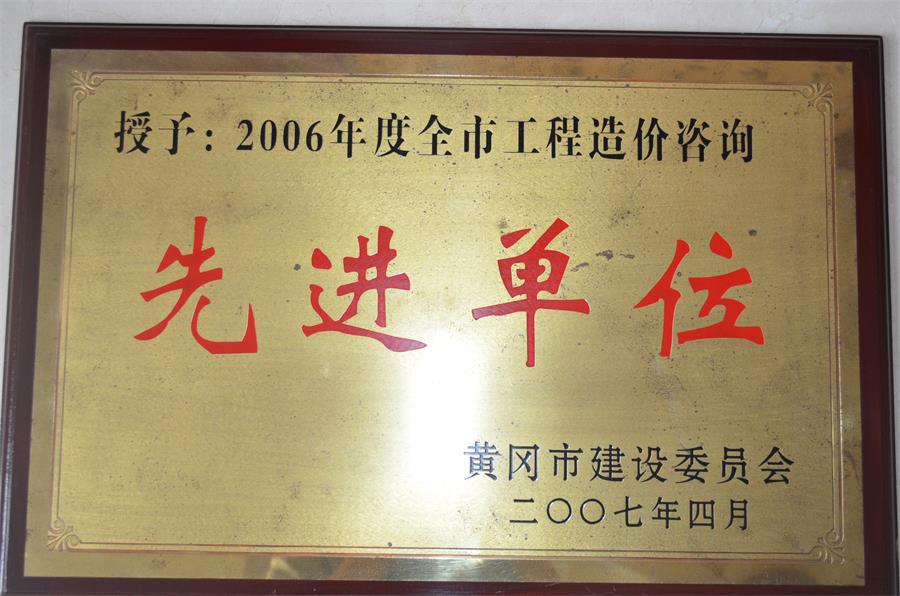 授予：2006年度全市工程造价咨询
先进单位
黄冈市建设委员会
二〇〇七年四月